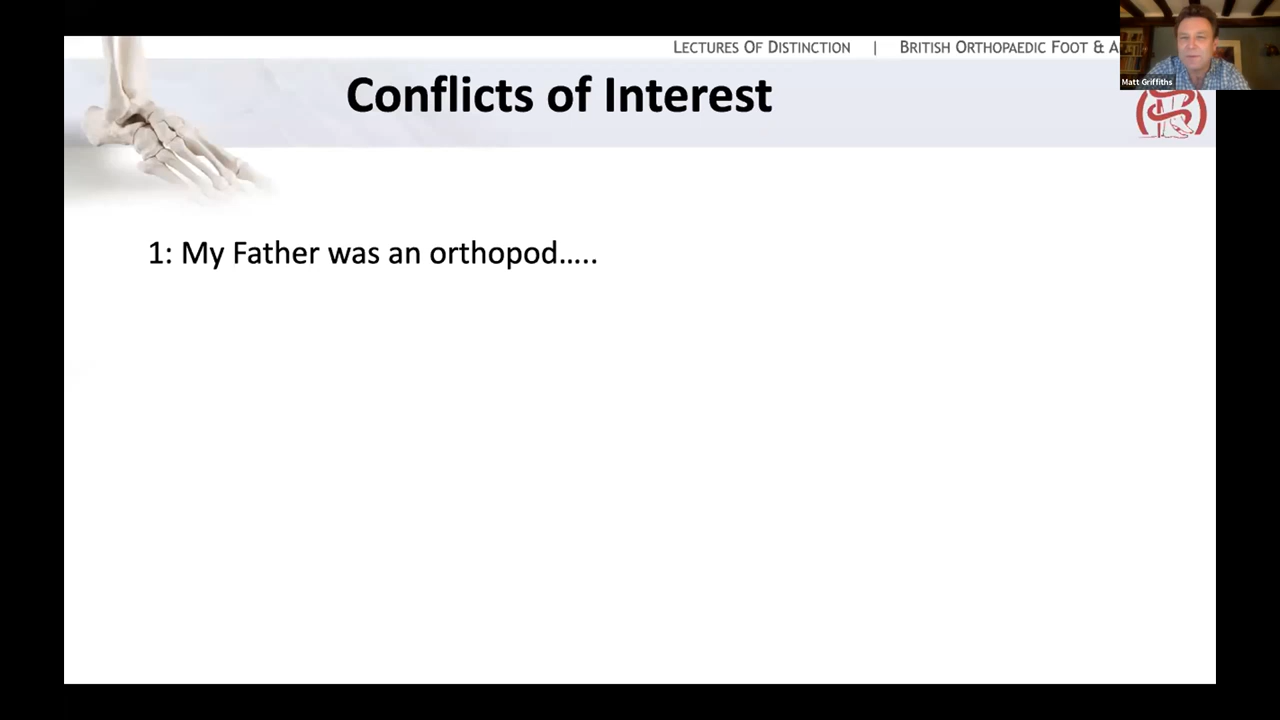 LECTURES OF DISTINCTION | BRITISH ORTHOPAEDIC FOOT & A
Matt Griffiths
Conflicts of Interest
1: My Father was an orthopod.....